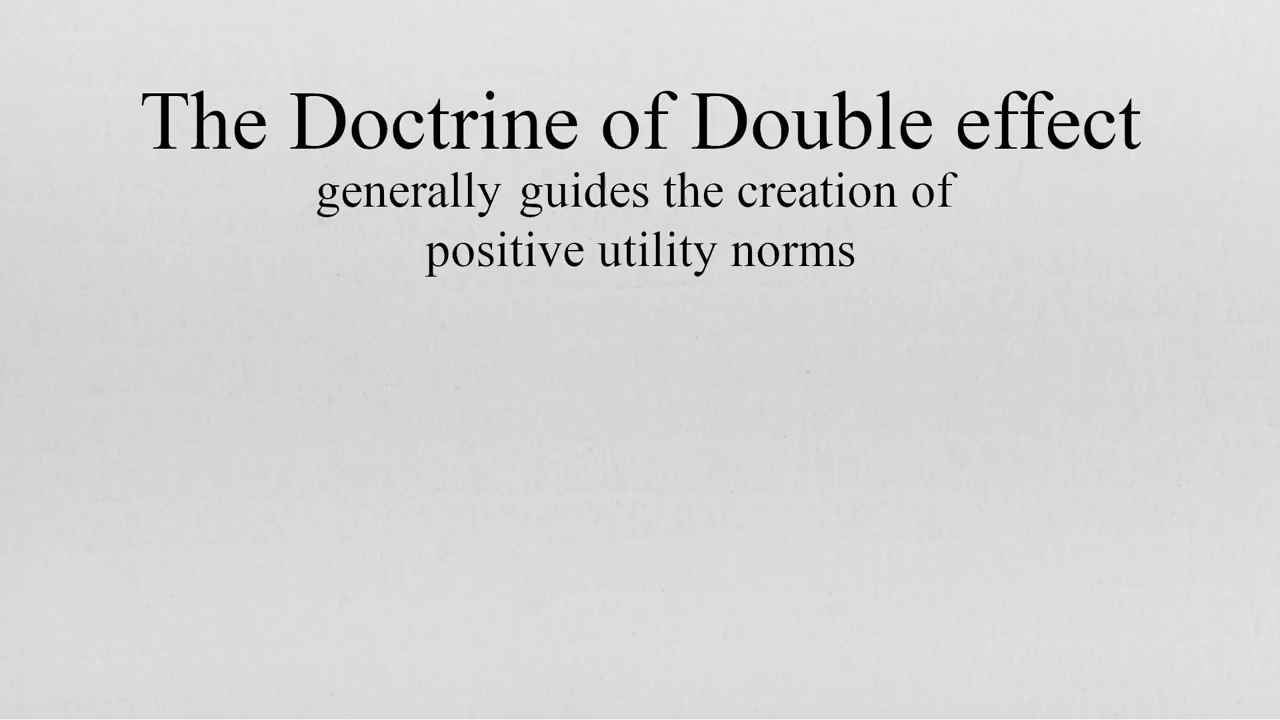 The Doctrine of Double effect
generally guides the creation of
positive utility norms